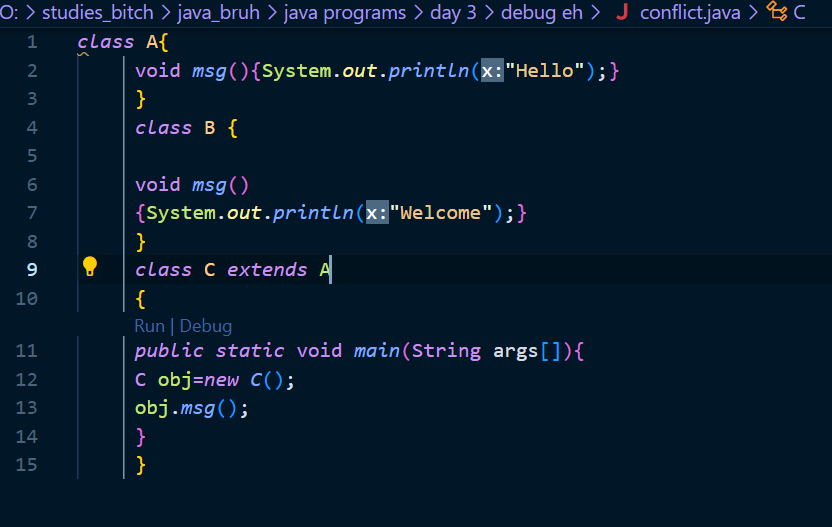 O: > studies_bitch > java_bruh > java programs > day 3 > debug eh > J conflict.java > C
1 class A{
2 void msg(){System.out.println(x:"Hello");}
3 }
4 class B {
5
6 void msg()
7 {System.out.println(x:"Welcome");}
8 }
9 class C extends A
10 {
Run | Debug
11 public static void main(String args[]){
12 C obj=new C();
13 obj.msg();
14 }
15 }